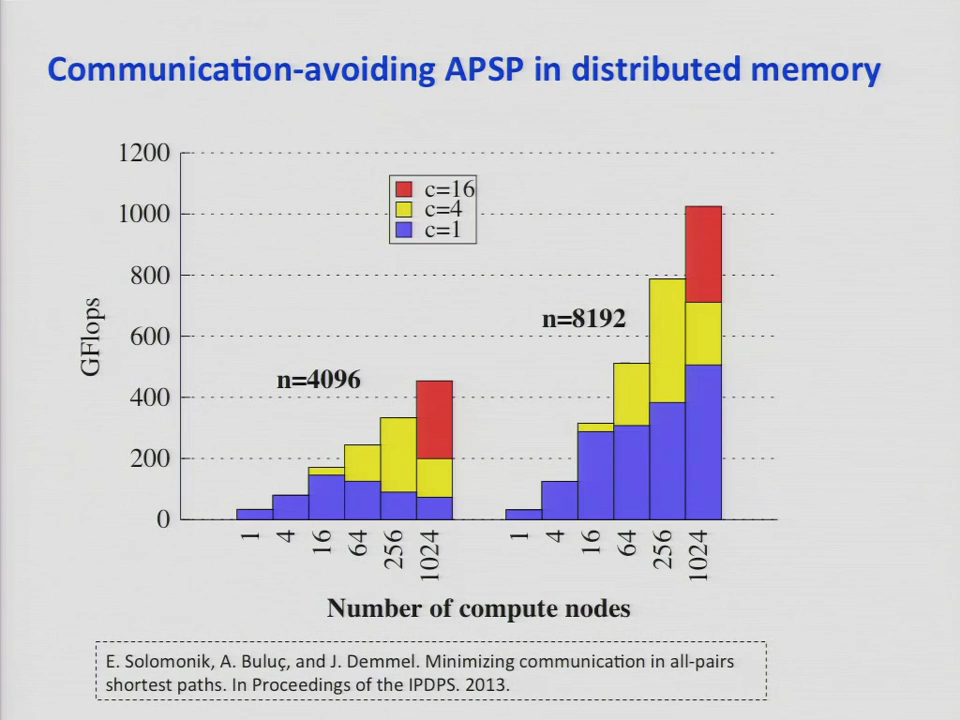 Communication-avoiding APSP in distributed memory
1200
1000
800
600
400
200
0
GFlops
c=16
c=4
c=1
n=4096
n=8192
1 4 16 64 256 1024 1 4 16 64 256 1024
Number of compute nodes
E. Solomonik, A. Buluç, and J. Demmel. Minimizing communication in all-pairs
shortest paths. In Proceedings of the IPDPS. 2013.